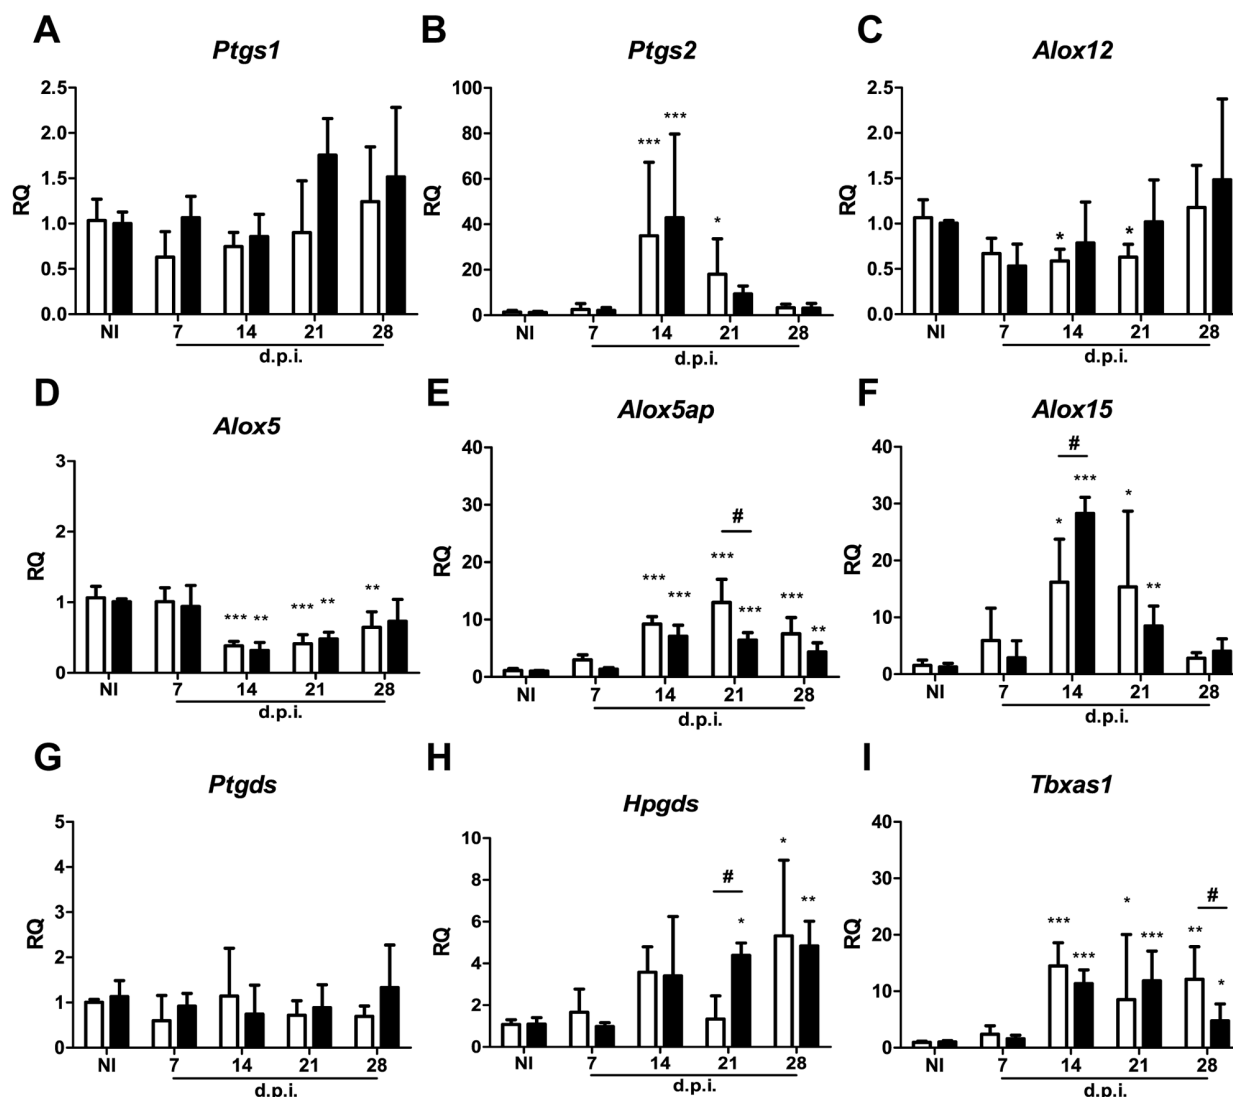 A
Ptgs1
RQ
2.5
2.0
1.5
1.0
0.5
0.0
NI 7 14 21 28
d.p.i.
B
Ptgs2
RQ
100
80
60
40
20
0
*** *** *
NI 7 14 21 28
d.p.i.
C
Alox12
RQ
2.5
2.0
1.5
1.0
0.5
0.0
* *
NI 7 14 21 28
d.p.i.
D
Alox5
RQ
3
2
1
0
*** ** *** ** **
NI 7 14 21 28
d.p.i.
E
Alox5ap
RQ
40
30
20
10
0
#
*** *** *** *** *** **
NI 7 14 21 28
d.p.i.
F
Alox15
RQ
40
30
20
10
0
#
* *** * **
NI 7 14 21 28
d.p.i.
G
Ptgds
RQ
5
4
3
2
1
0
NI 7 14 21 28
d.p.i.
H
Hpgds
RQ
10
8
6
4
2
0
#
* * **
NI 7 14 21 28
d.p.i.
I
Tbxas1
RQ
40
30
20
10
0
#
*** *** * *** ** *
NI 7 14 21 28
d.p.i.